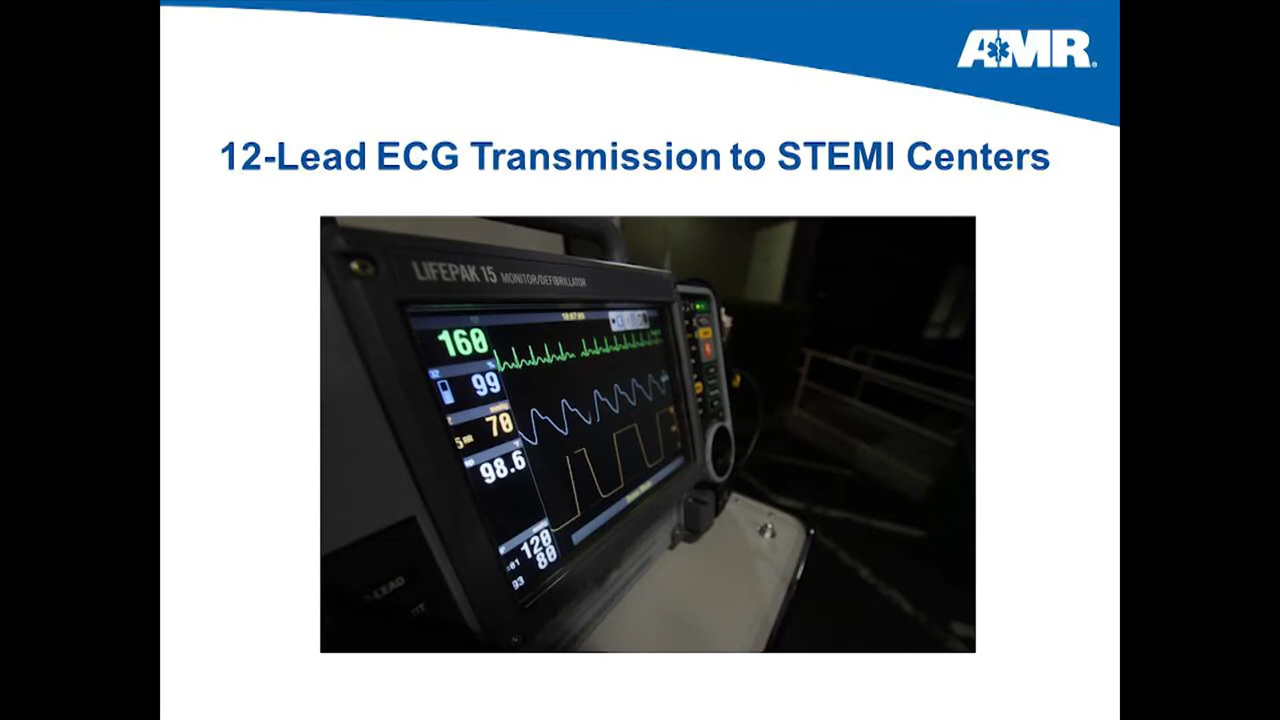 AMR
12-Lead ECG Transmission to STEMI Centers
LIFEPAK 15 MONITOR/DEFIBRILLATOR
160
99
70
98.6
120
80
-LEAD